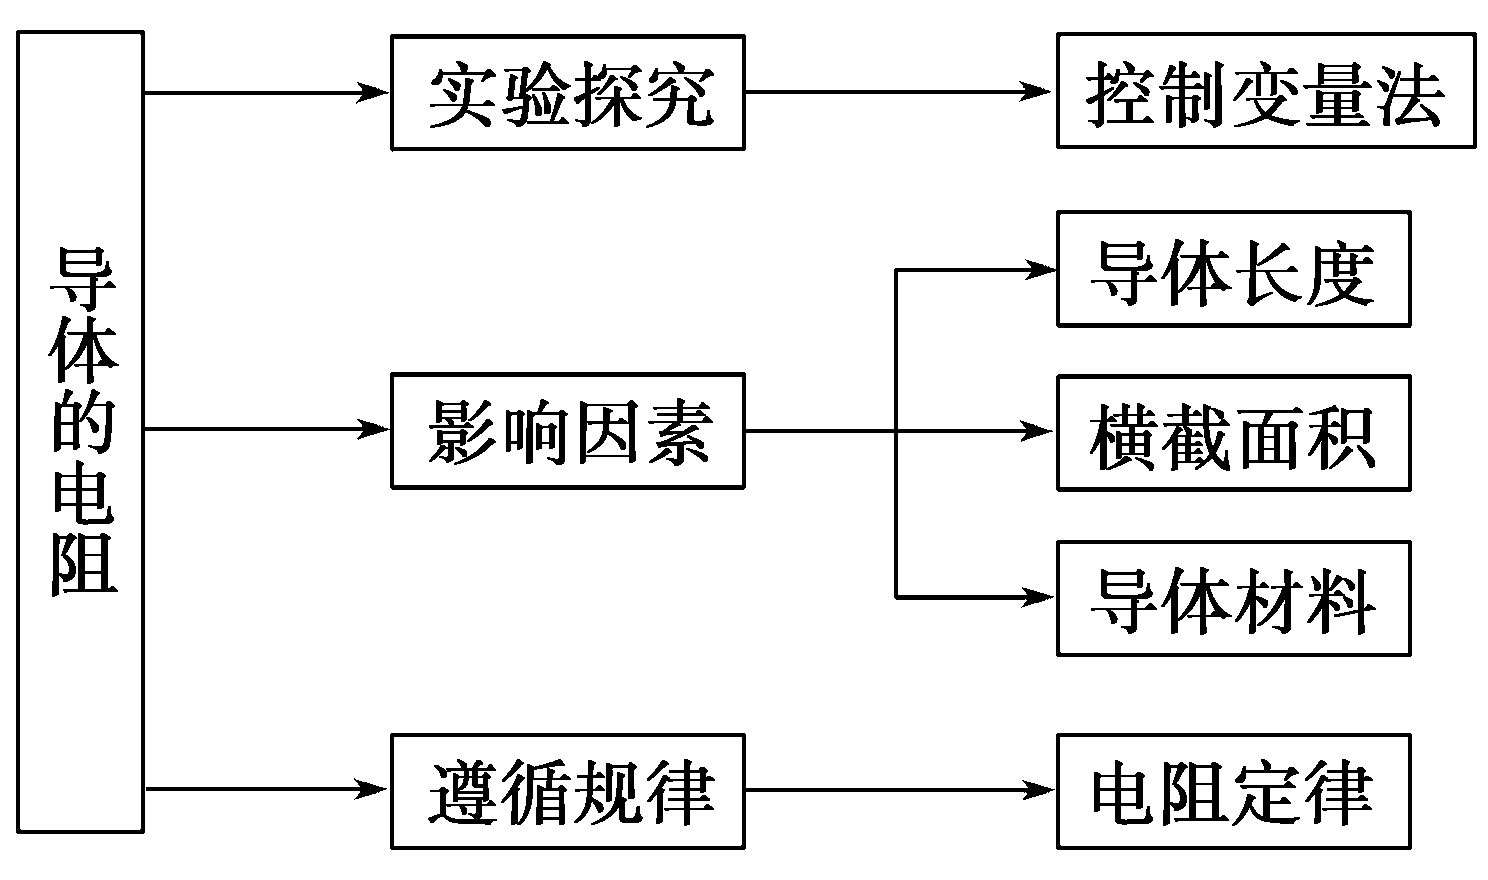 导体的电阻
实验探究
控制变量法
影响因素
导体长度
横截面积
导体材料
遵循规律
电阻定律